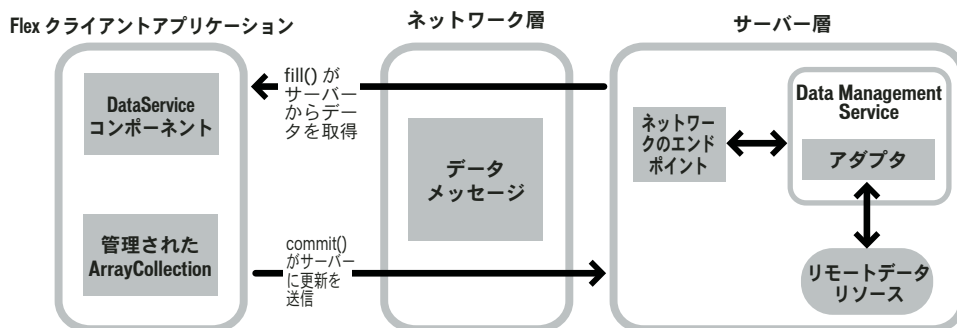 Flex クライアントアプリケーション
ネットワーク層
サーバー層
DataService
コンポーネント
管理された
ArrayCollection
fill() が
サーバー
からデー
タを取得
commit()
がサーバー
に更新を
送信
データ
メッセージ
ネットワー
クのエンド
ポイント
Data Management
Service
アダプタ
リモートデータ
リソース